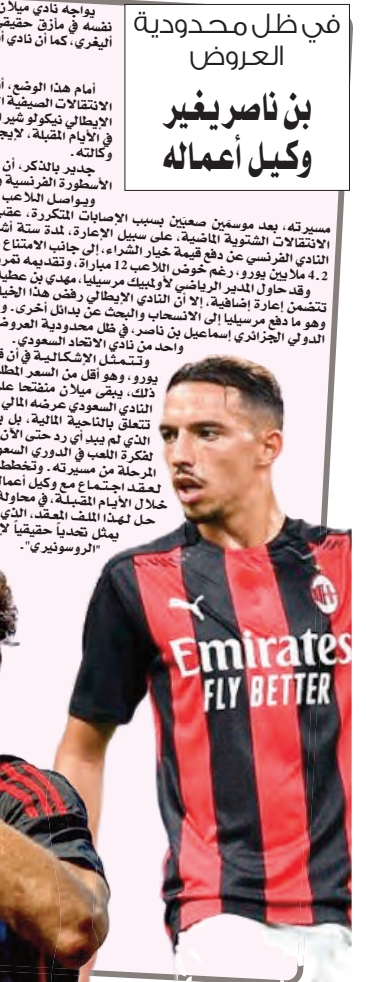 في ظل محدودية
العروض
بن ناصر يغير
وكيل أعماله
يواجه نادي ميلان
نفسه في مأزق حقيقي
أليغري، كما أن نادي
أمام هذا الوضع،
الانتقالات الصيفية
الإيطالي نيكولو شيرا
في الأيام المقبلة، لإيجا
وكالته.
جدير بالذكر، أن
الأسطورة الفرنسية
ويواصل اللاعب
مسيرته، بعد موسمين صعبين بسبب الإصابات المتكررة، عقب
الانتقالات الشتوية الماضية، على سبيل الإعارة، لمدة ستة أشـ
النادي الفرنسي عن دفع قيمة خيار الشراء، إلى جانب الامتناع
2.4 ملايين يورو، رغم خوض اللاعب 12 مباراة، وتقديمه تمريـ
وقد حاول المدير الرياضي لأولمبيك مرسيليا، مهدي بن عطية
تتضمن إعارة إضافية، إلا أن النادي الإيطالي رفض هذا الخيا
وهو ما دفع مرسيليا إلى الانسحاب والبحث عن بدائل أخرى. و
الدولي الجزائري إسماعيل بن ناصر، في ظل محدودية العروض
واحد من نادي الاتحاد السعودي.
وتتمثل الإشكالية في أن
يورو، وهو أقل من السعر المطلـ
ذلك، يبقى ميلان منفتحا علـ
النادي السعودي عرضه المالي
تتعلق بالناحية المالية، بل
الذي لم يبد أي رد حتى الآن
لفكرة اللعب في الدوري السعو
المرحلة من مسيرته. وتخطط
لعقد اجتماع مع وكيل أعماله
خلال الأيام المقبلة، في محاولة
حل لهذا الملف المعقد، الذي
يمثل تحدياً حقيقياً لإ
"الروسونيري".
Emirates
FLY BETTER